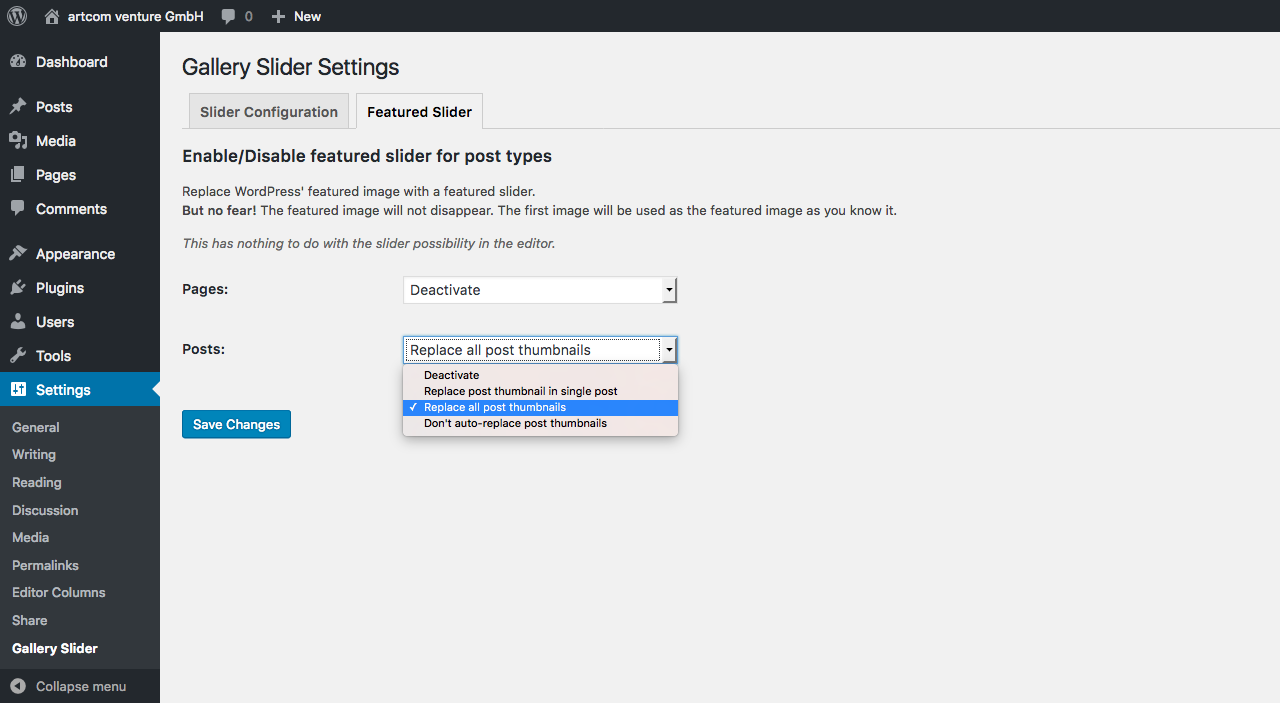 artcom venture GmbH 0 New
Dashboard
Posts
Media
Pages
Comments
Appearance
Plugins
Users
Tools
Settings
General
Writing
Reading
Discussion
Media
Permalinks
Editor Columns
Share
Gallery Slider
Collapse menu
Gallery Slider Settings
Slider Configuration Featured Slider
Enable/Disable featured slider for post types
Replace WordPress' featured image with a featured slider.
But no fear! The featured image will not disappear. The first image will be used as the featured image as you know it.
This has nothing to do with the slider possibility in the editor.
Pages: Deactivate
Posts: Replace all post thumbnails
Deactivate
Replace post thumbnail in single post
✓ Replace all post thumbnails
Don't auto-replace post thumbnails
Save Changes